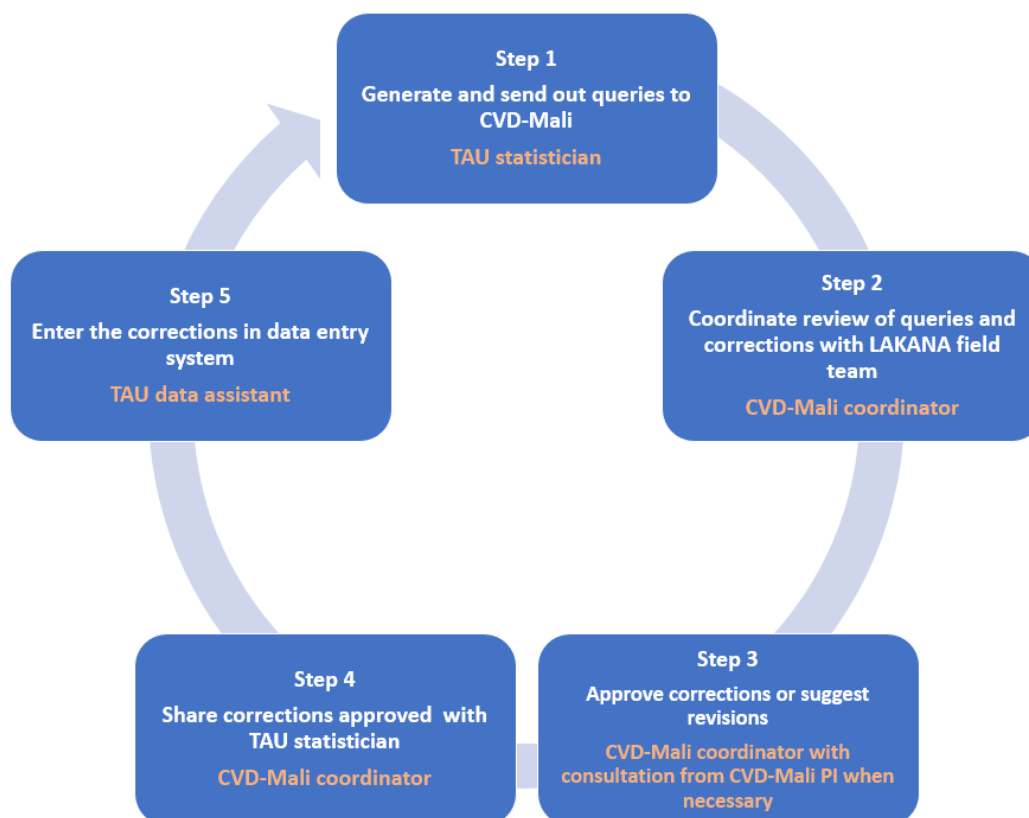 Step 1
Generate and send out queries to
CVD-Mali
TAU statistician
Step 2
Coordinate review of queries and
corrections with LAKANA field
team
CVD-Mali coordinator
Step 3
Approve corrections or suggest
revisions
CVD-Mali coordinator with
consultation from CVD-Mali PI when
necessary
Step 4
Share corrections approved  with
TAU statistician
CVD-Mali coordinator
Step 5
Enter the corrections in data entry
system
TAU data assistant